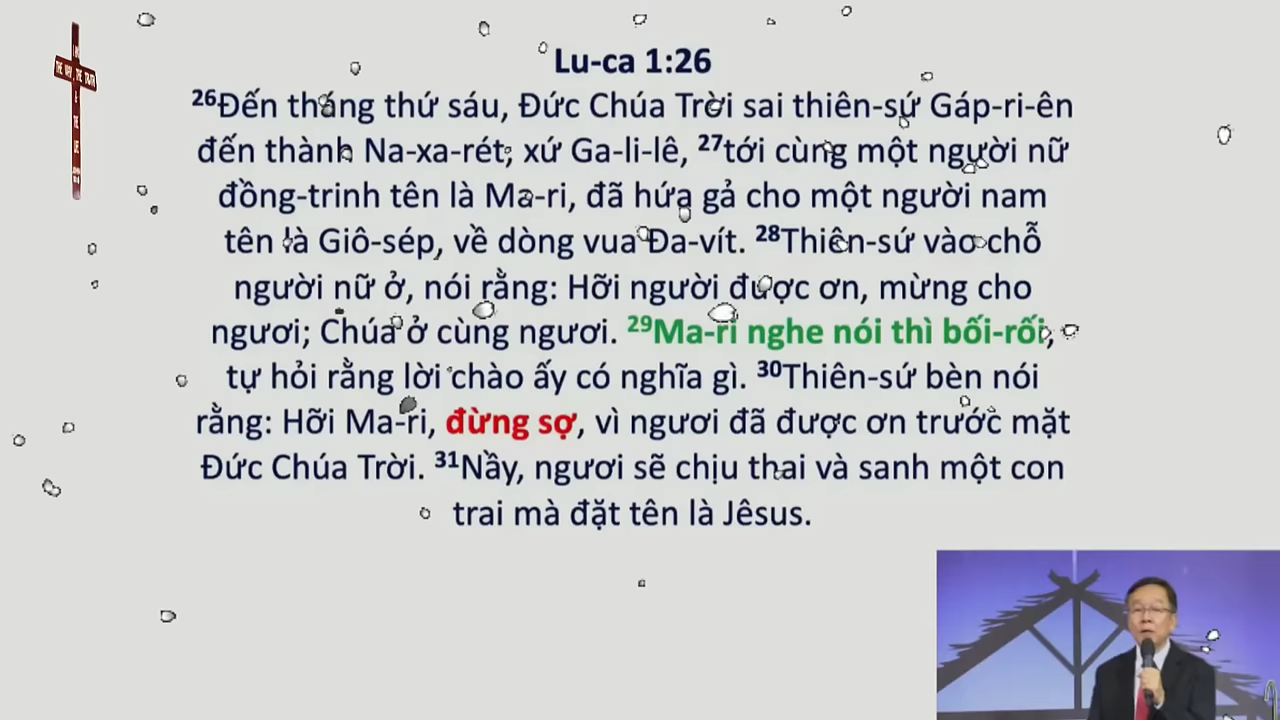 Lu-ca 1:26
²⁶Đến tháng thứ sáu, Đức Chúa Trời sai thiên-sứ Gáp-ri-ên
đến thành Na-xa-rét, xứ Ga-li-lê, ²⁷tới cùng một người nữ
đồng-trinh tên là Ma-ri, đã hứa gả cho một người nam
tên là Giô-sép, về dòng vua Đa-vít. ²⁸Thiên-sứ vào chỗ
người nữ ở, nói rằng: Hỡi người được ơn, mừng cho
ngươi; Chúa ở cùng ngươi. ²⁹Ma-ri nghe nói thì bối-rối,
tự hỏi rằng lời chào ấy có nghĩa gì. ³⁰Thiên-sứ bèn nói
rằng: Hỡi Ma-ri, đừng sợ, vì ngươi đã được ơn trước mặt
Đức Chúa Trời. ³¹Nầy, ngươi sẽ chịu thai và sanh một con
trai mà đặt tên là Jêsus.
THE WAY, THE TRUTH